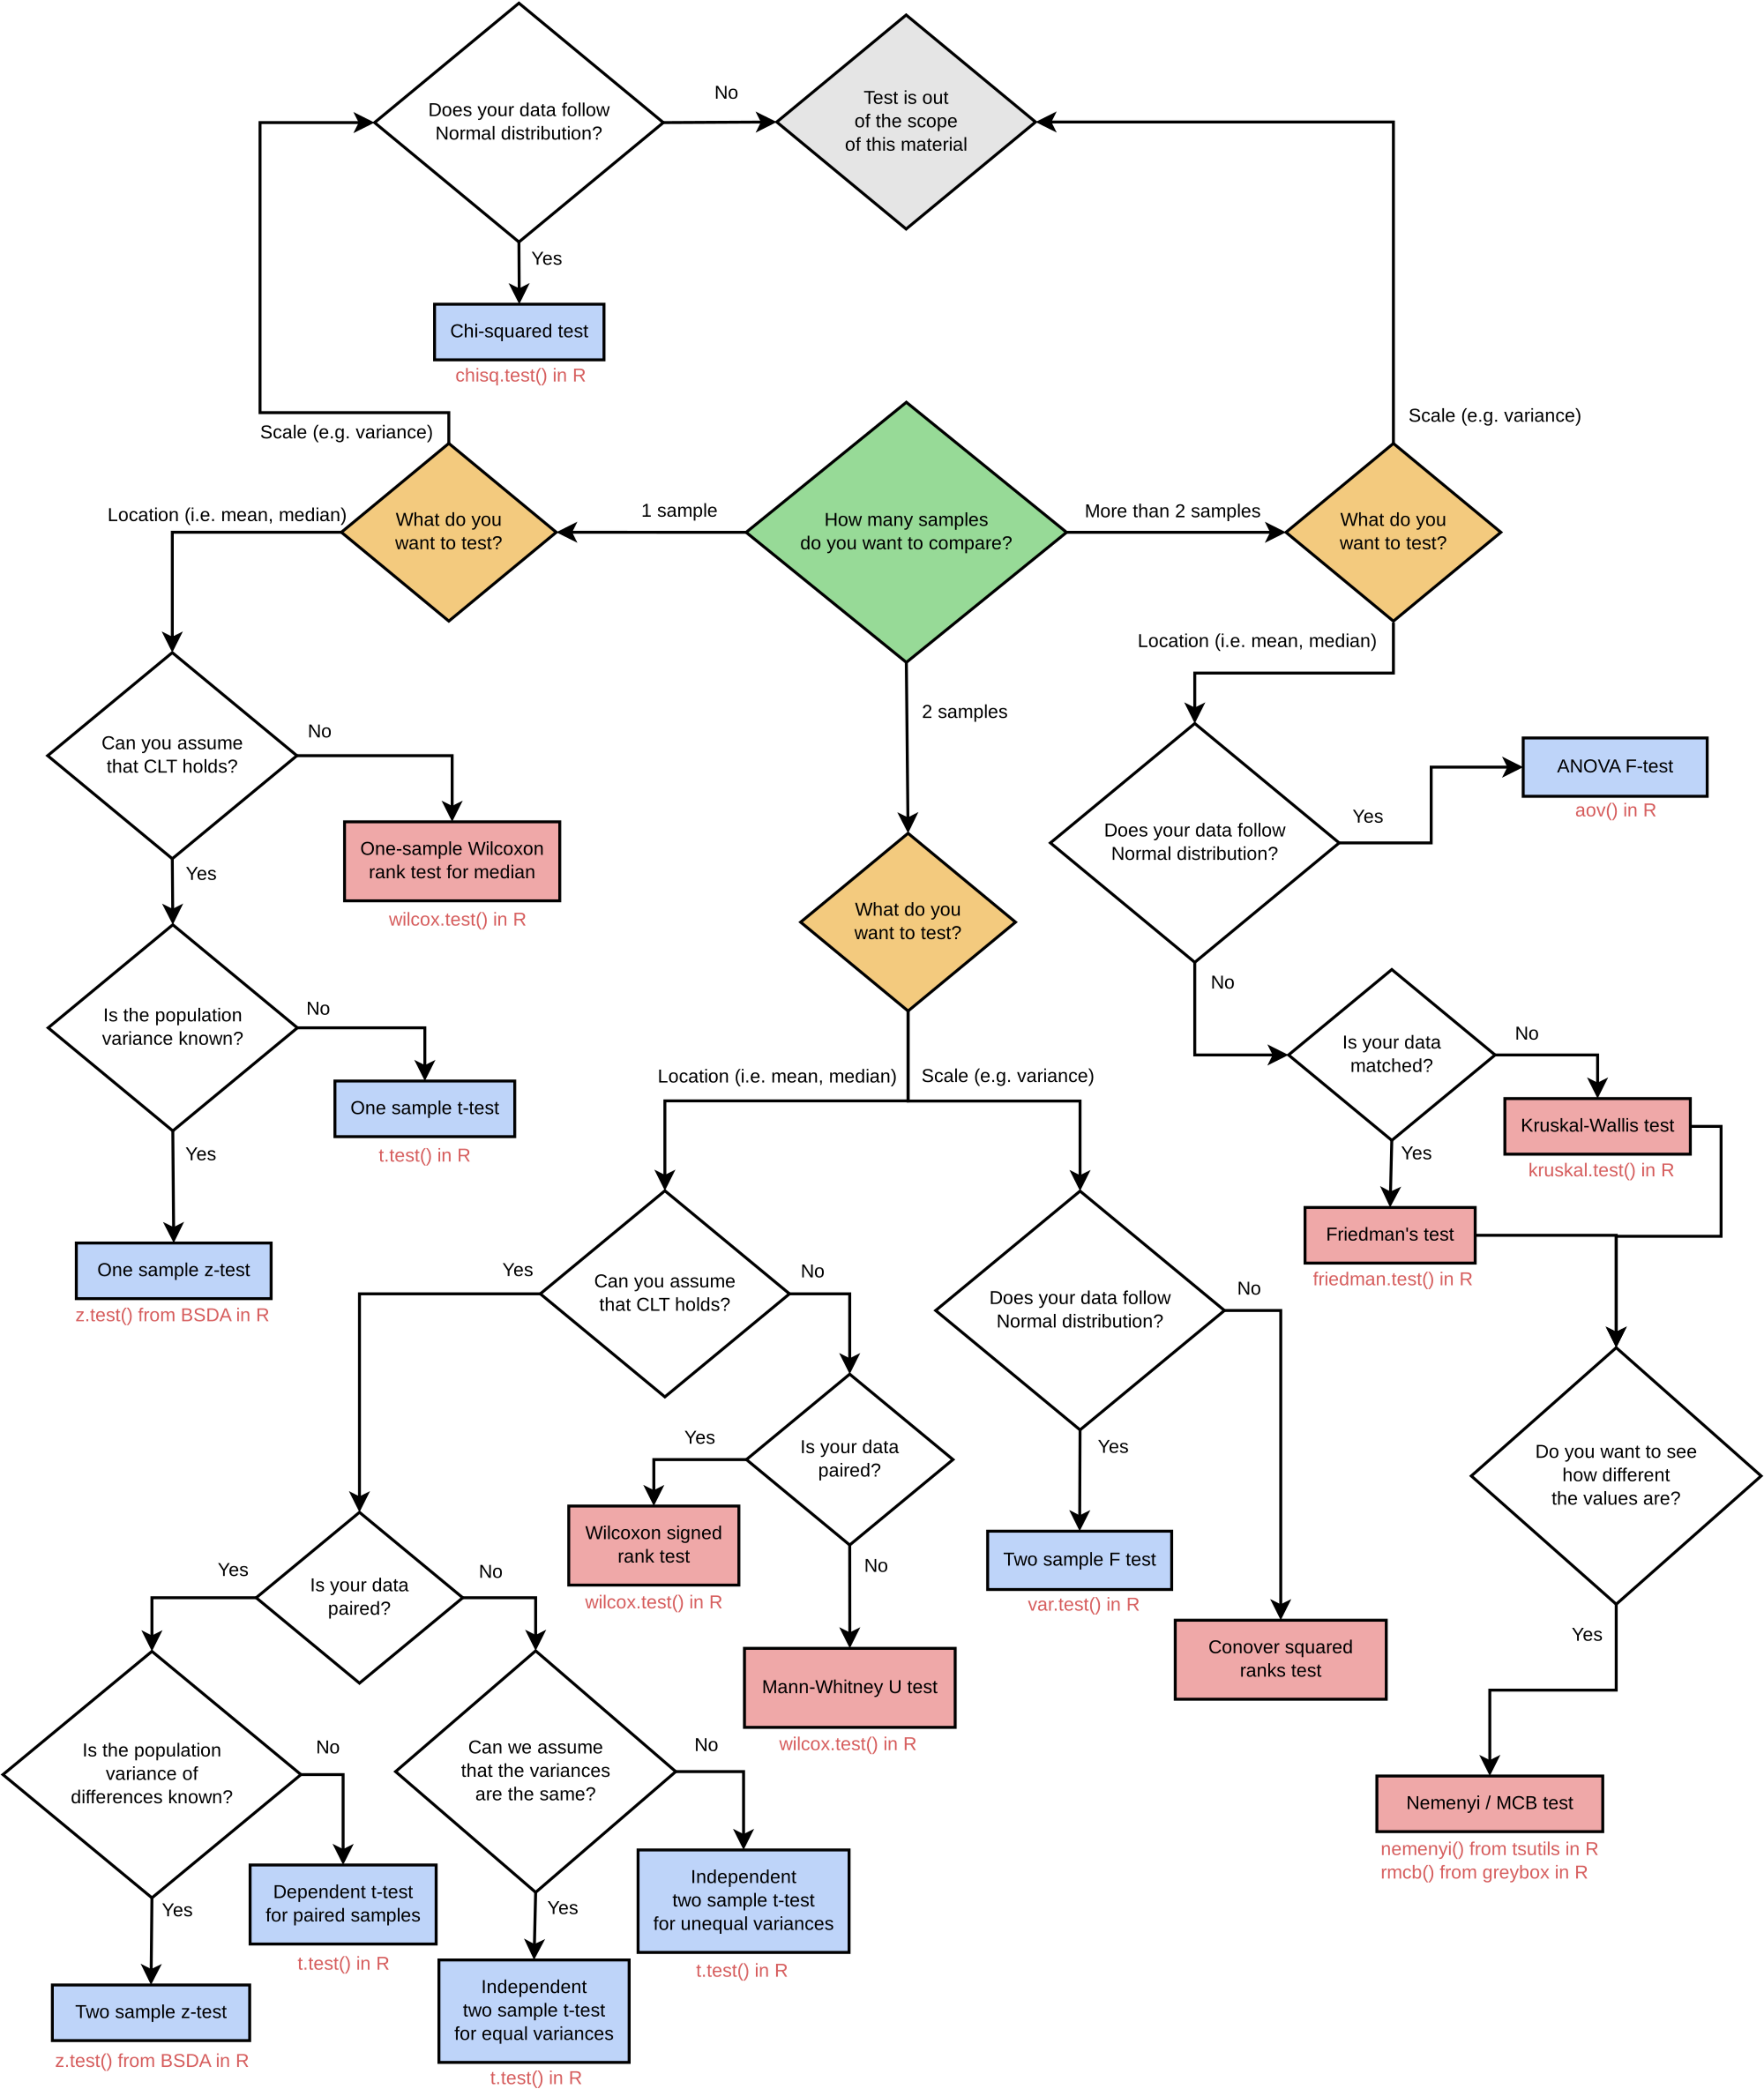 Does your data follow
Normal distribution?
No
Test is out
of the scope
of this material
Yes
Chi-squared test
chisq.test() in R
Scale (e.g. variance)
Scale (e.g. variance)
Location (i.e. mean, median)
What do you
want to test?
1 sample
How many samples
do you want to compare?
More than 2 samples
What do you
want to test?
Location (i.e. mean, median)
2 samples
Can you assume
that CLT holds?
No
One-sample Wilcoxon
rank test for median
wilcox.test() in R
Yes
Does your data follow
Normal distribution?
Yes
ANOVA F-test
aov() in R
What do you
want to test?
No
Is the population
variance known?
No
One sample t-test
t.test() in R
Yes
One sample z-test
z.test() from BSDA in R
Is your data
matched?
No
Kruskal-Wallis test
kruskal.test() in R
Yes
Friedman's test
friedman.test() in R
Location (i.e. mean, median)
Scale (e.g. variance)
Yes
Can you assume
that CLT holds?
No
Does your data follow
Normal distribution?
No
Yes
Is your data
paired?
Yes
Do you want to see
how different
the values are?
Wilcoxon signed
rank test
wilcox.test() in R
No
Two sample F test
var.test() in R
Yes
Is your data
paired?
No
Mann-Whitney U test
wilcox.test() in R
Conover squared
ranks test
Yes
Is the population
variance of
differences known?
No
Can we assume
that the variances
are the same?
No
Nemenyi / MCB test
nemenyi() from tsutils in R
rmcb() from greybox in R
Dependent t-test
for paired samples
t.test() in R
Yes
Two sample z-test
z.test() from BSDA in R
Yes
Independent
two sample t-test
for unequal variances
t.test() in R
Independent
two sample t-test
for equal variances
t.test() in R